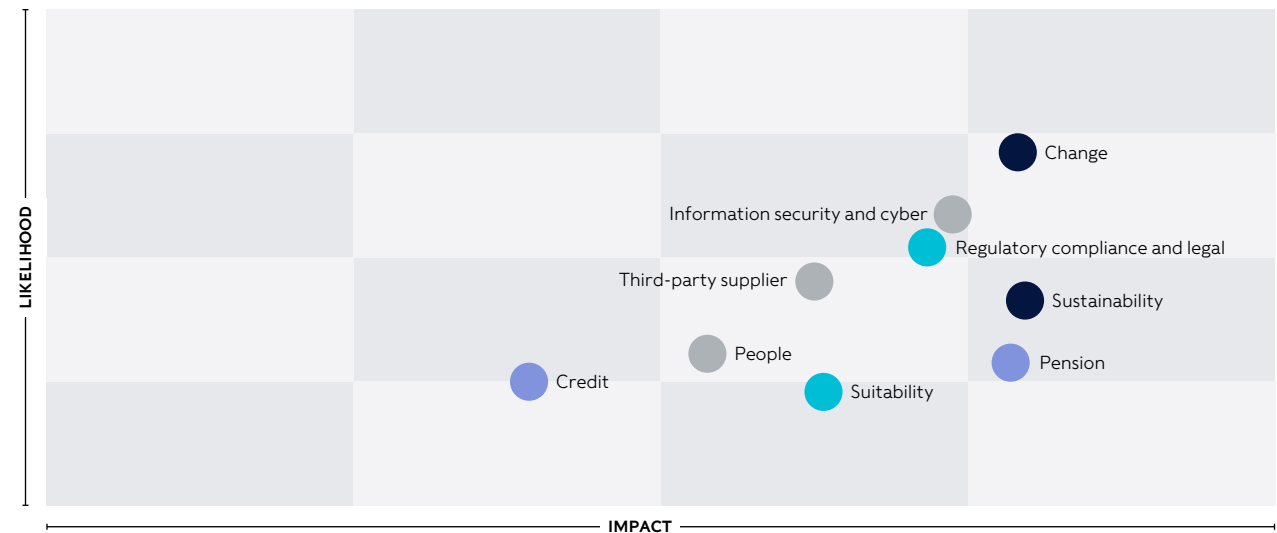 LIKELIHOOD
Change
Information security and cyber
Regulatory compliance and legal
Third-party supplier
Sustainability
People
Pension
Credit
Suitability
IMPACT